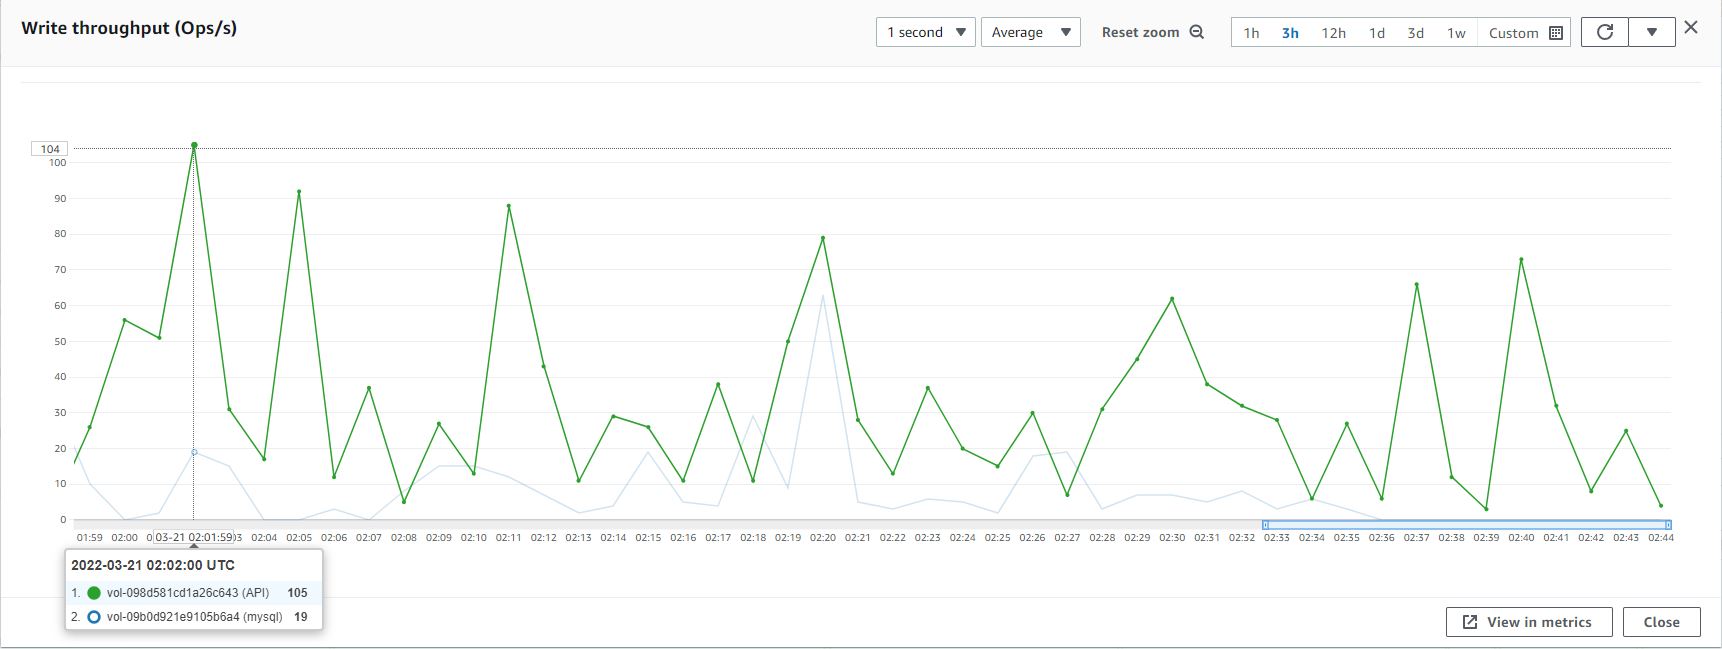 Write throughput (Ops/s)
1 second
Average
Reset zoom
1h 3h 12h 1d 3d 1w Custom
104
100
90
80
70
60
50
40
30
20
10
0
01:59 02:00 0 03-21 02:01:59 03 02:04 02:05 02:06 02:07 02:08 02:09 02:10 02:11 02:12 02:13 02:14 02:15 02:16 02:17 02:18 02:19 02:20 02:21 02:22 02:23 02:24 02:25 02:26 02:27 02:28 02:29 02:30 02:31 02:32 02:33 02:34 02:35 02:36 02:37 02:38 02:39 02:40 02:41 02:42 02:43 02:44
2022-03-21 02:02:00 UTC
1. vol-098d581cd1a26c643 (API) 105
2. vol-09b0d921e9105b6a4 (mysql) 19
View in metrics
Close